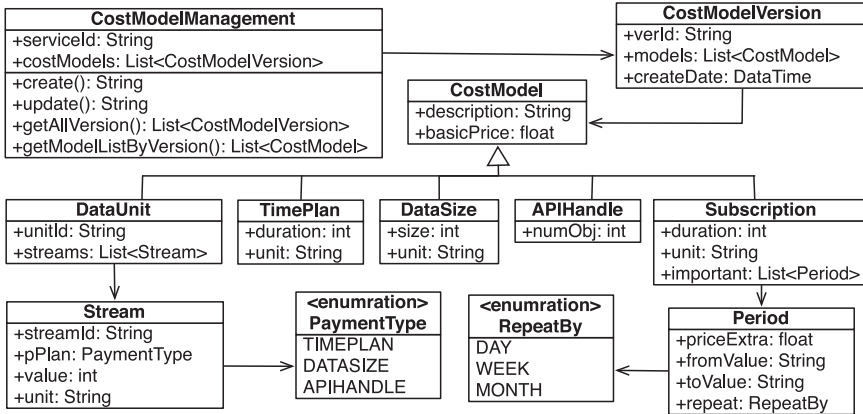 CostModelManagement
+serviceId: String
+costModels: List<CostModelVersion>
+create(): String
+update(): String
+getAllVersion(): List<CostModelVersion>
+getModelListByVersion(): List<CostModel>
CostModelVersion
+verId: String
+models: List<CostModel>
+createDate: DataTime
CostModel
+description: String
+basicPrice: float
DataUnit
+unitId: String
+streams: List<Stream>
TimePlan
+duration: int
+unit: String
DataSize
+size: int
+unit: String
APIHandle
+numObj: int
Subscription
+duration: int
+unit: String
+important: List<Period>
Stream
+streamId: String
+pPlan: PaymentType
+value: int
+unit: String
<enumration>
PaymentType
TIMEPLAN
DATASIZE
APIHANDLE
<enumration>
RepeatBy
DAY
WEEK
MONTH
Period
+priceExtra: float
+fromValue: String
+toValue: String
+repeat: RepeatBy